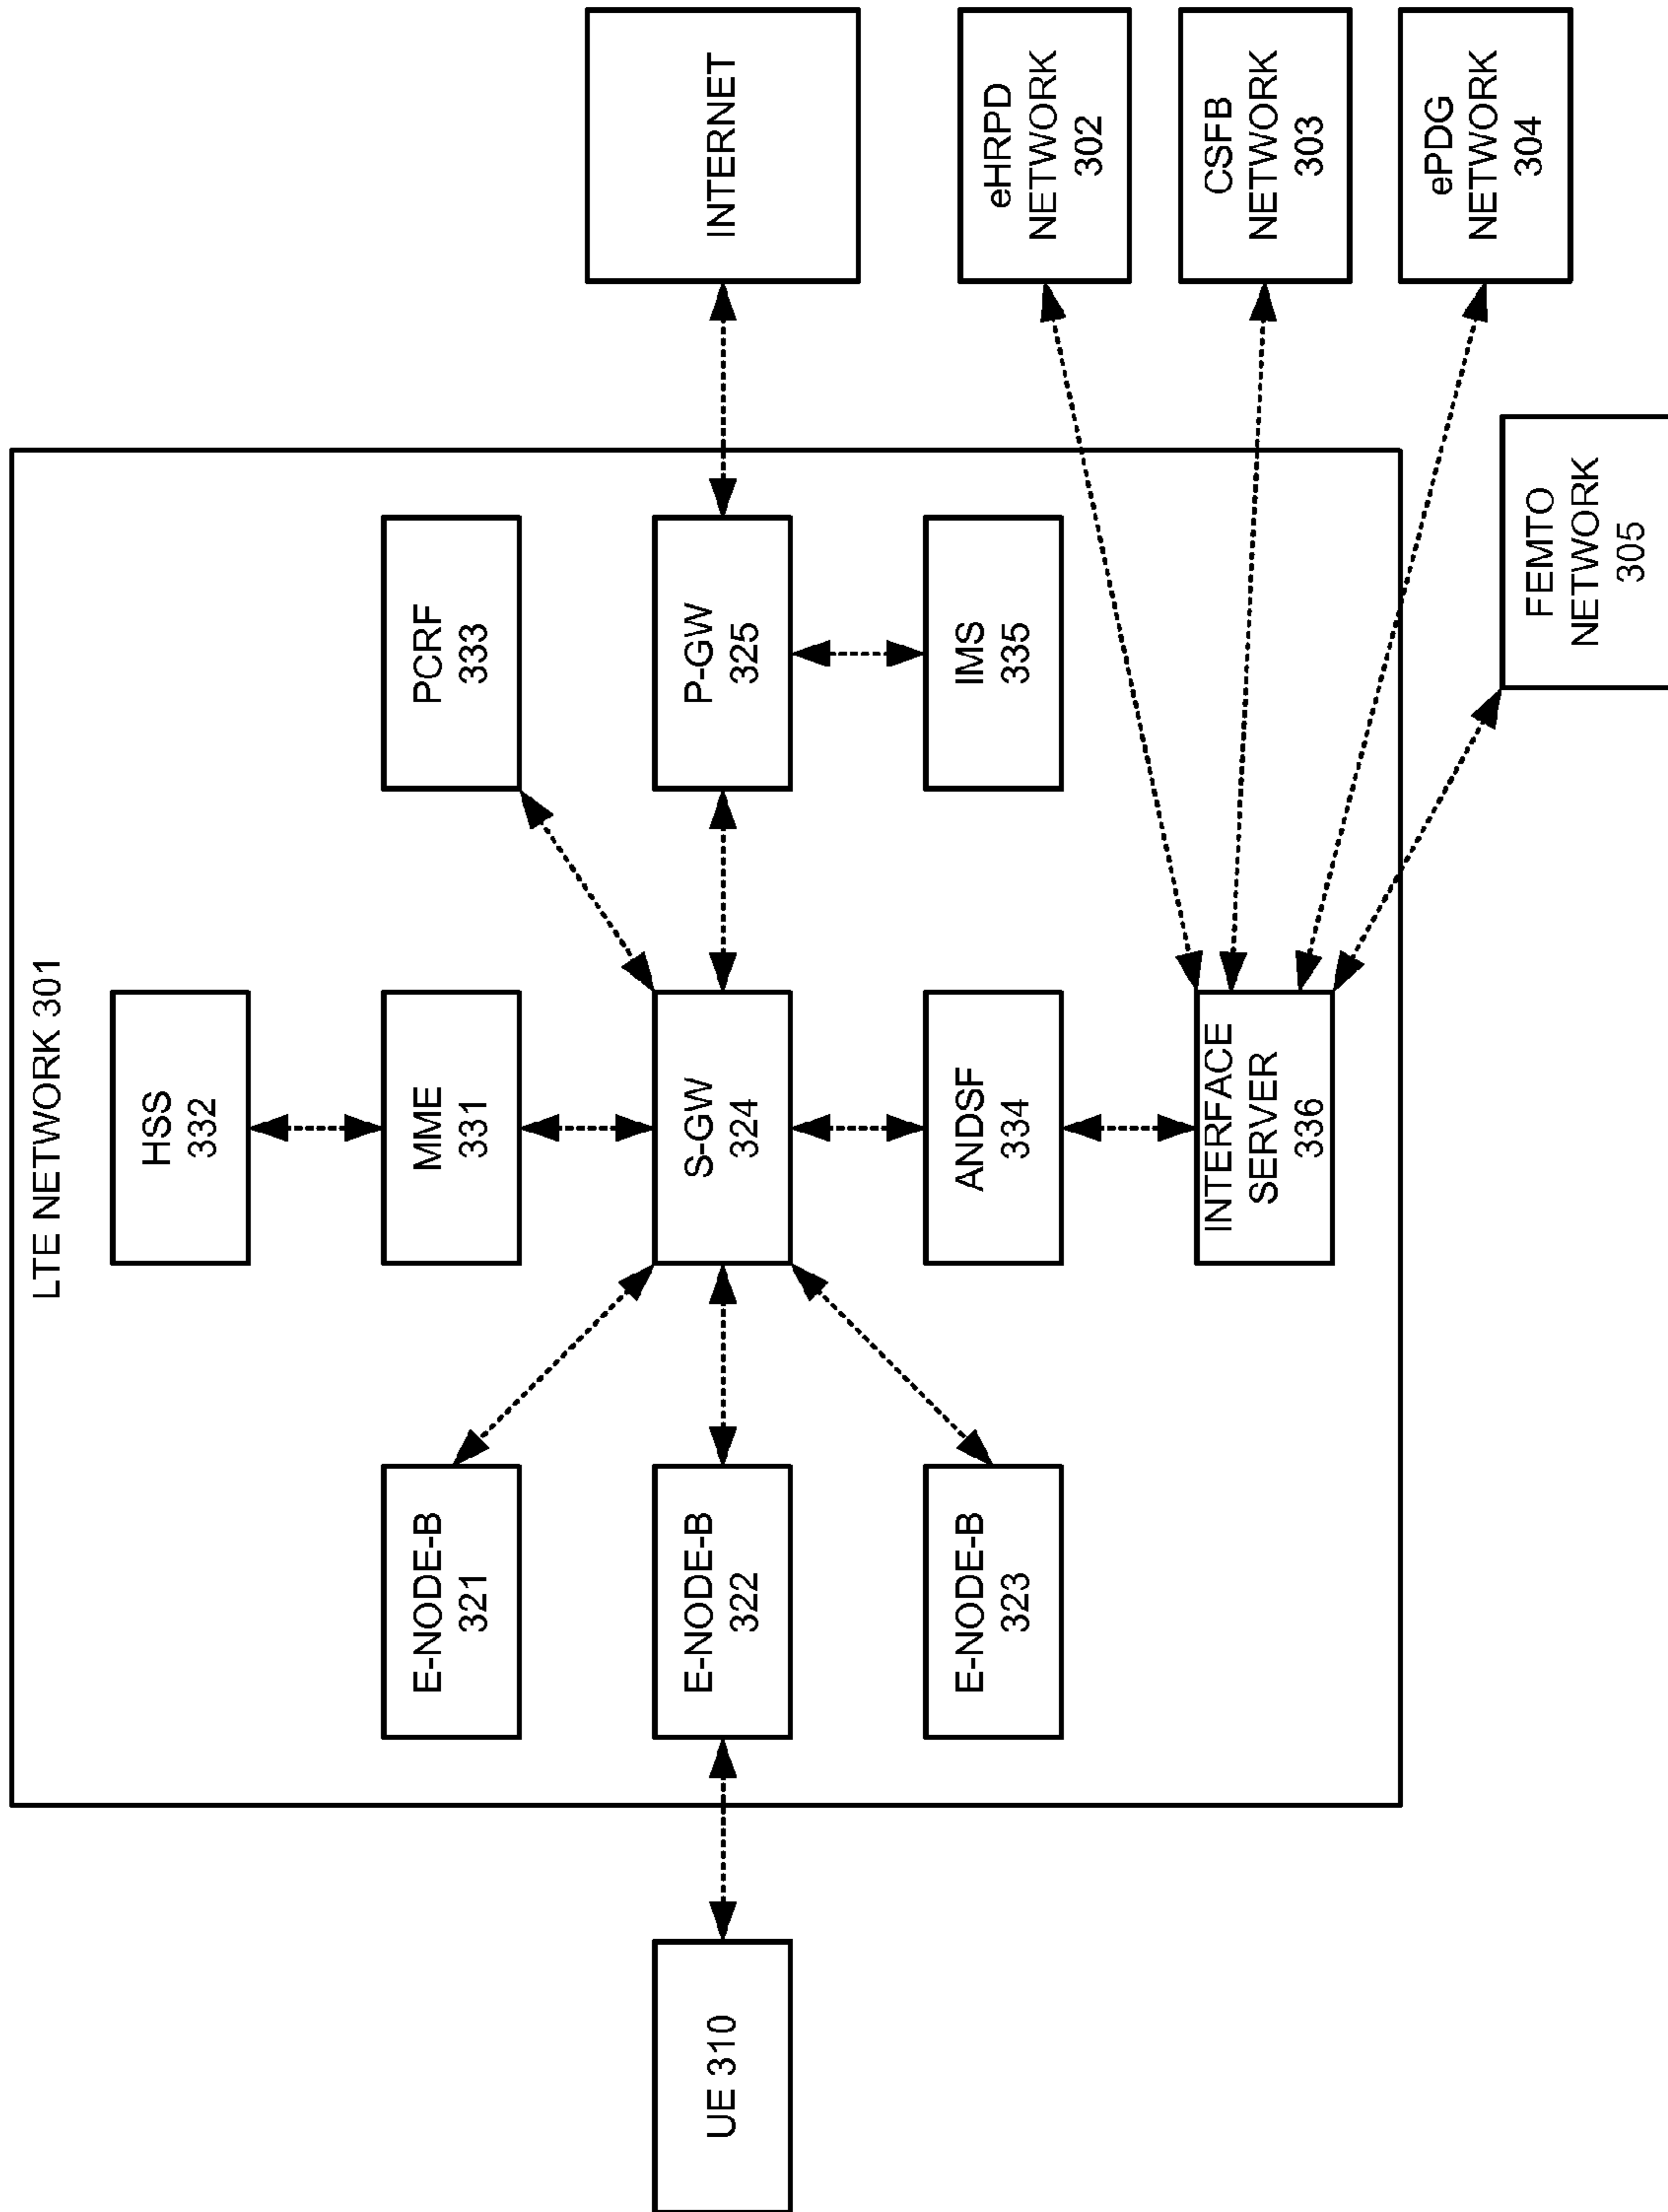 LTE NETWORK 301
HSS
332
E-NODE-B
321
MME
331
PCRF
333
UE 310
E-NODE-B
322
S-GW
324
P-GW
325
INTERNET
E-NODE-B
323
ANDSF
334
IMS
335
eHRPD
NETWORK
302
INTERFACE
SERVER
336
CSFB
NETWORK
303
ePDG
NETWORK
304
FEMTO
NETWORK
305